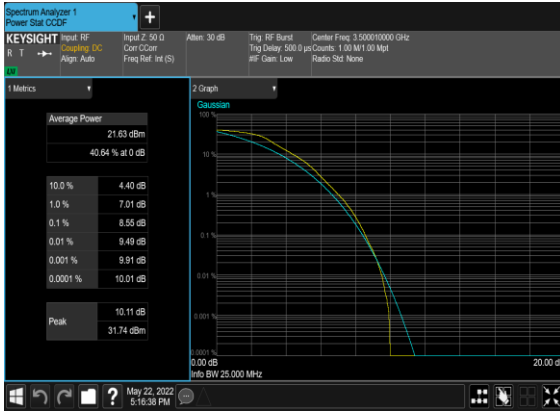 Spectrum Analyzer 1
Power Stat CCDF
KEYSIGHT
R T
LV
Input: RF
Coupling: DC
Align: Auto
Input Z: 50 Ω
Corr CCorr
Freq Ref: Int (S)
Atten: 30 dB
Trig: RF Burst
Trig Delay: 500.0 µs
#IF Gain: Low
Center Freq: 3.500010000 GHz
Counts: 1.00 M/1.00 Mpt
Radio Std: None
1 Metrics
Average Power
21.63 dBm
40.64 % at 0 dB
10.0 % 4.40 dB
1.0 % 7.01 dB
0.1 % 8.55 dB
0.01 % 9.49 dB
0.001 % 9.91 dB
0.0001 % 10.01 dB
Peak
10.11 dB
31.74 dBm
2 Graph
Gaussian
100 %
10 %
1 %
0.1 %
0.01 %
0.001 %
0.0001 %
0.00 dB
20.00 d
Info BW 25.000 MHz
May 22, 2022
5:16:38 PM